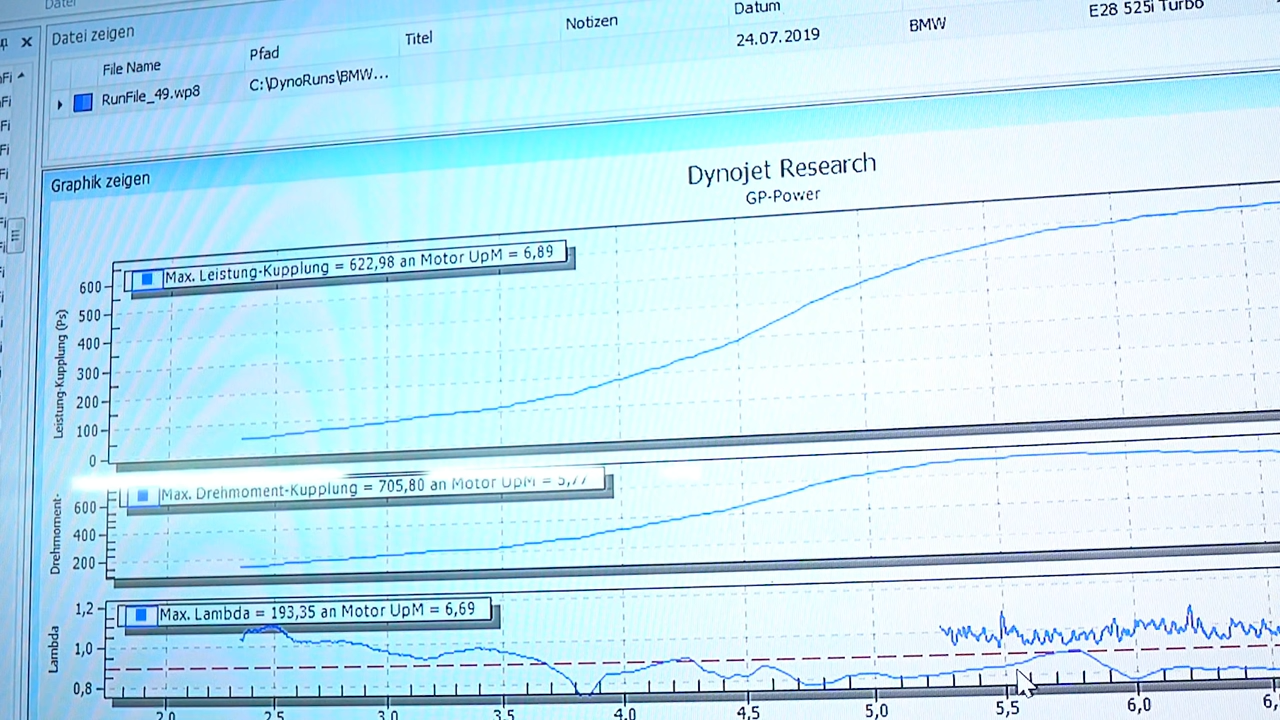 Datei zeigen
File Name
Pfad
Titel
Notizen
Datum
RunFile_49.wp8
C:\DynoRuns\BMW...
24.07.2019
BMW
E28 525i Turbo
Graphik zeigen
Dynojet Research
GP-Power
Max. Leistung-Kupplung = 622,98 an Motor UpM = 6,89
Leistung-Kupplung (Ps)
600
500
400
300
200
100
0
Max. Drehmoment-Kupplung = 705,80 an Motor UpM = 5,77
Drehmoment-
600
400
200
Max. Lambda = 193,35 an Motor UpM = 6,69
Lambda
1,2
1,0
0,8
2,0
2,5
3,0
3,5
4,0
4,5
5,0
5,5
6,0